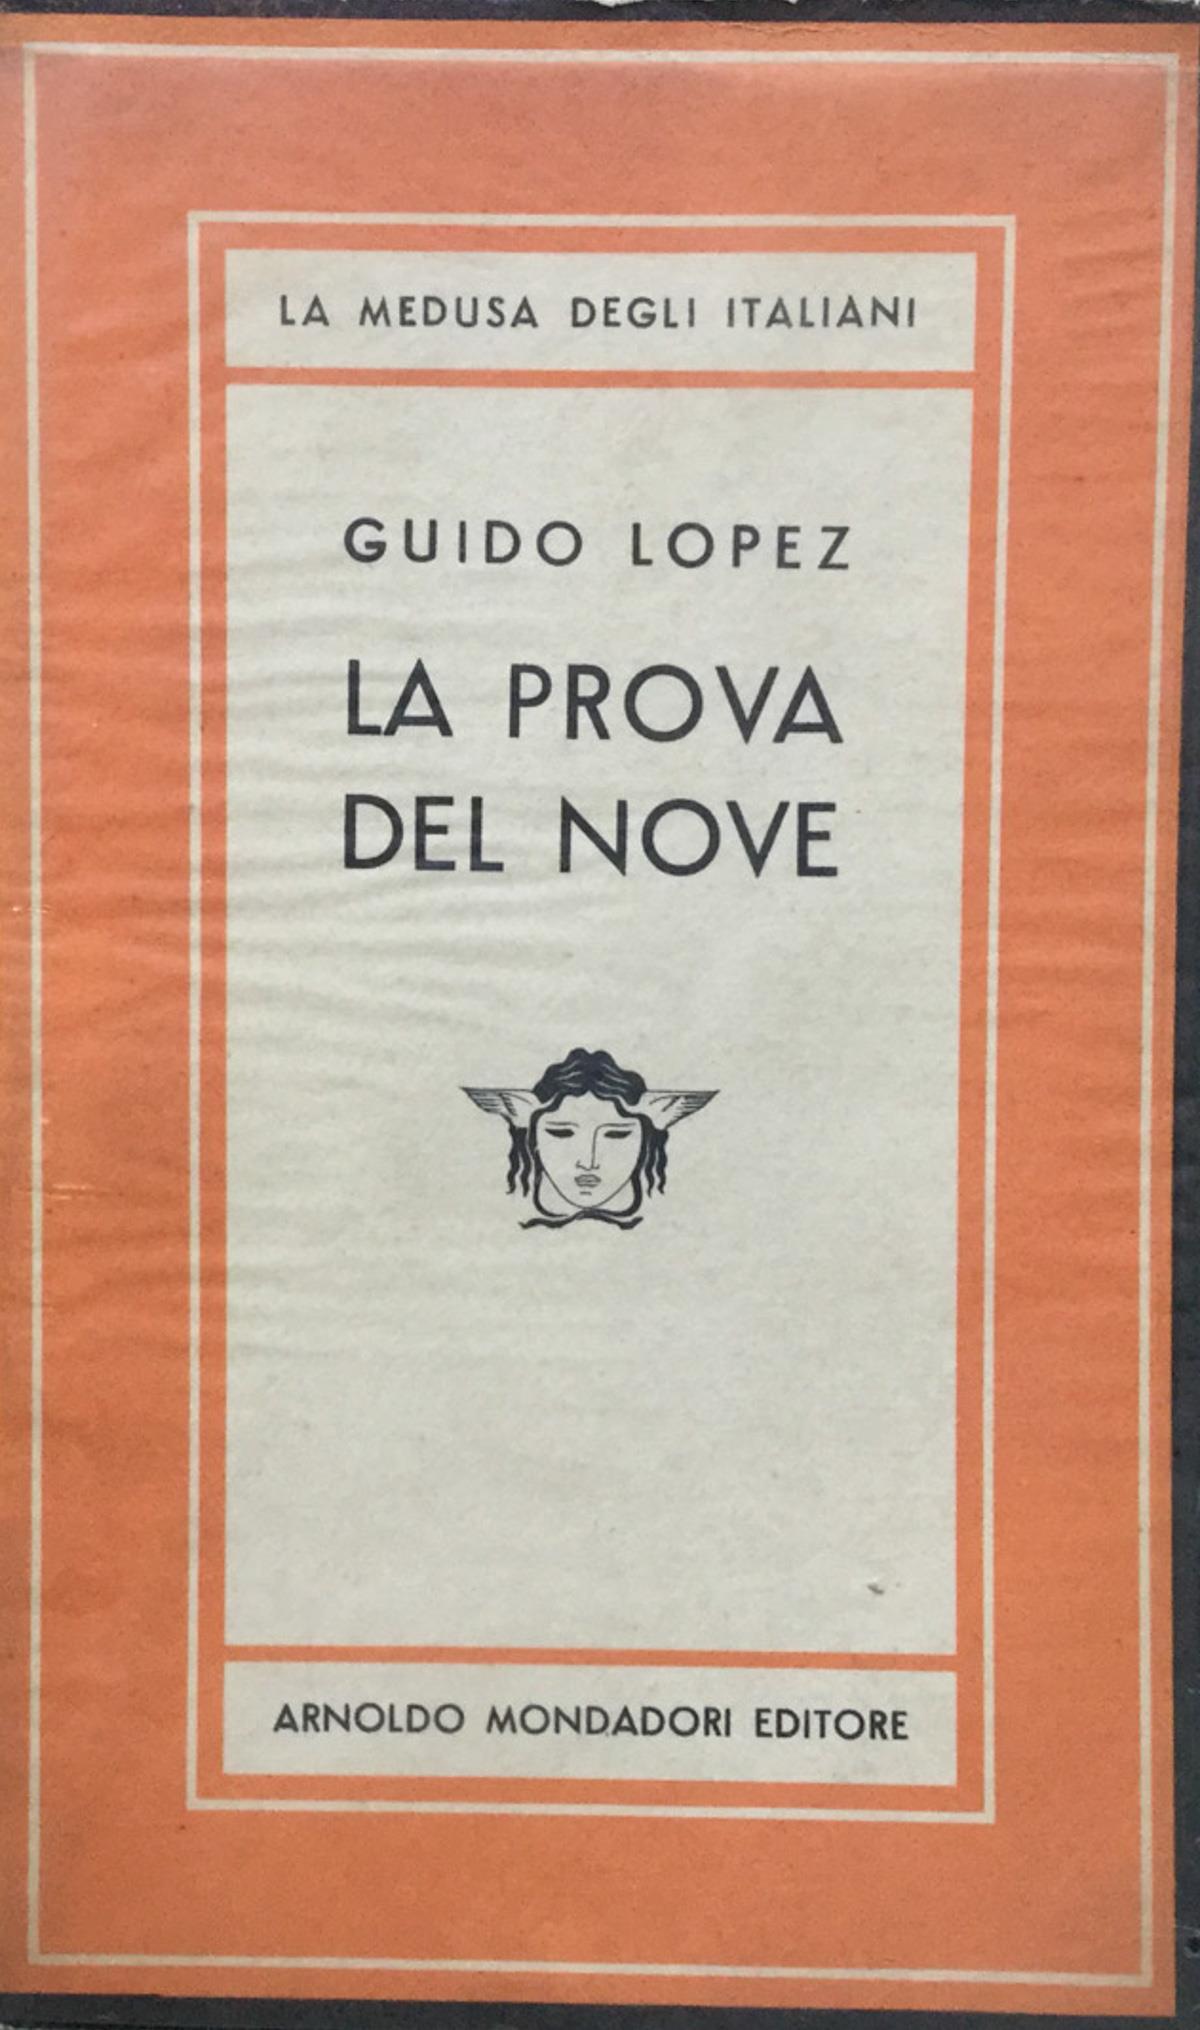 LA MEDUSA DEGLI ITALIANI
GUIDO LOPEZ
LA PROVA
DEL NOVE
ARNOLDO MONDADORI EDITORE